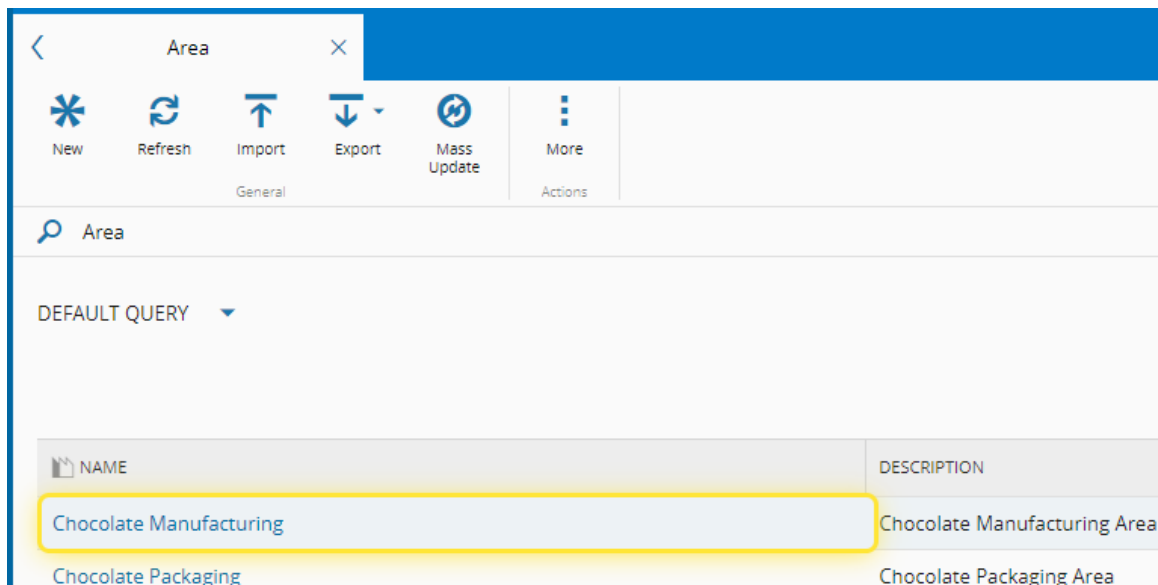 Area
New Refresh Import Export Mass Update More
General Actions
Area
DEFAULT QUERY
NAME DESCRIPTION
Chocolate Manufacturing Chocolate Manufacturing Area
Chocolate Packaging Chocolate Packaging Area